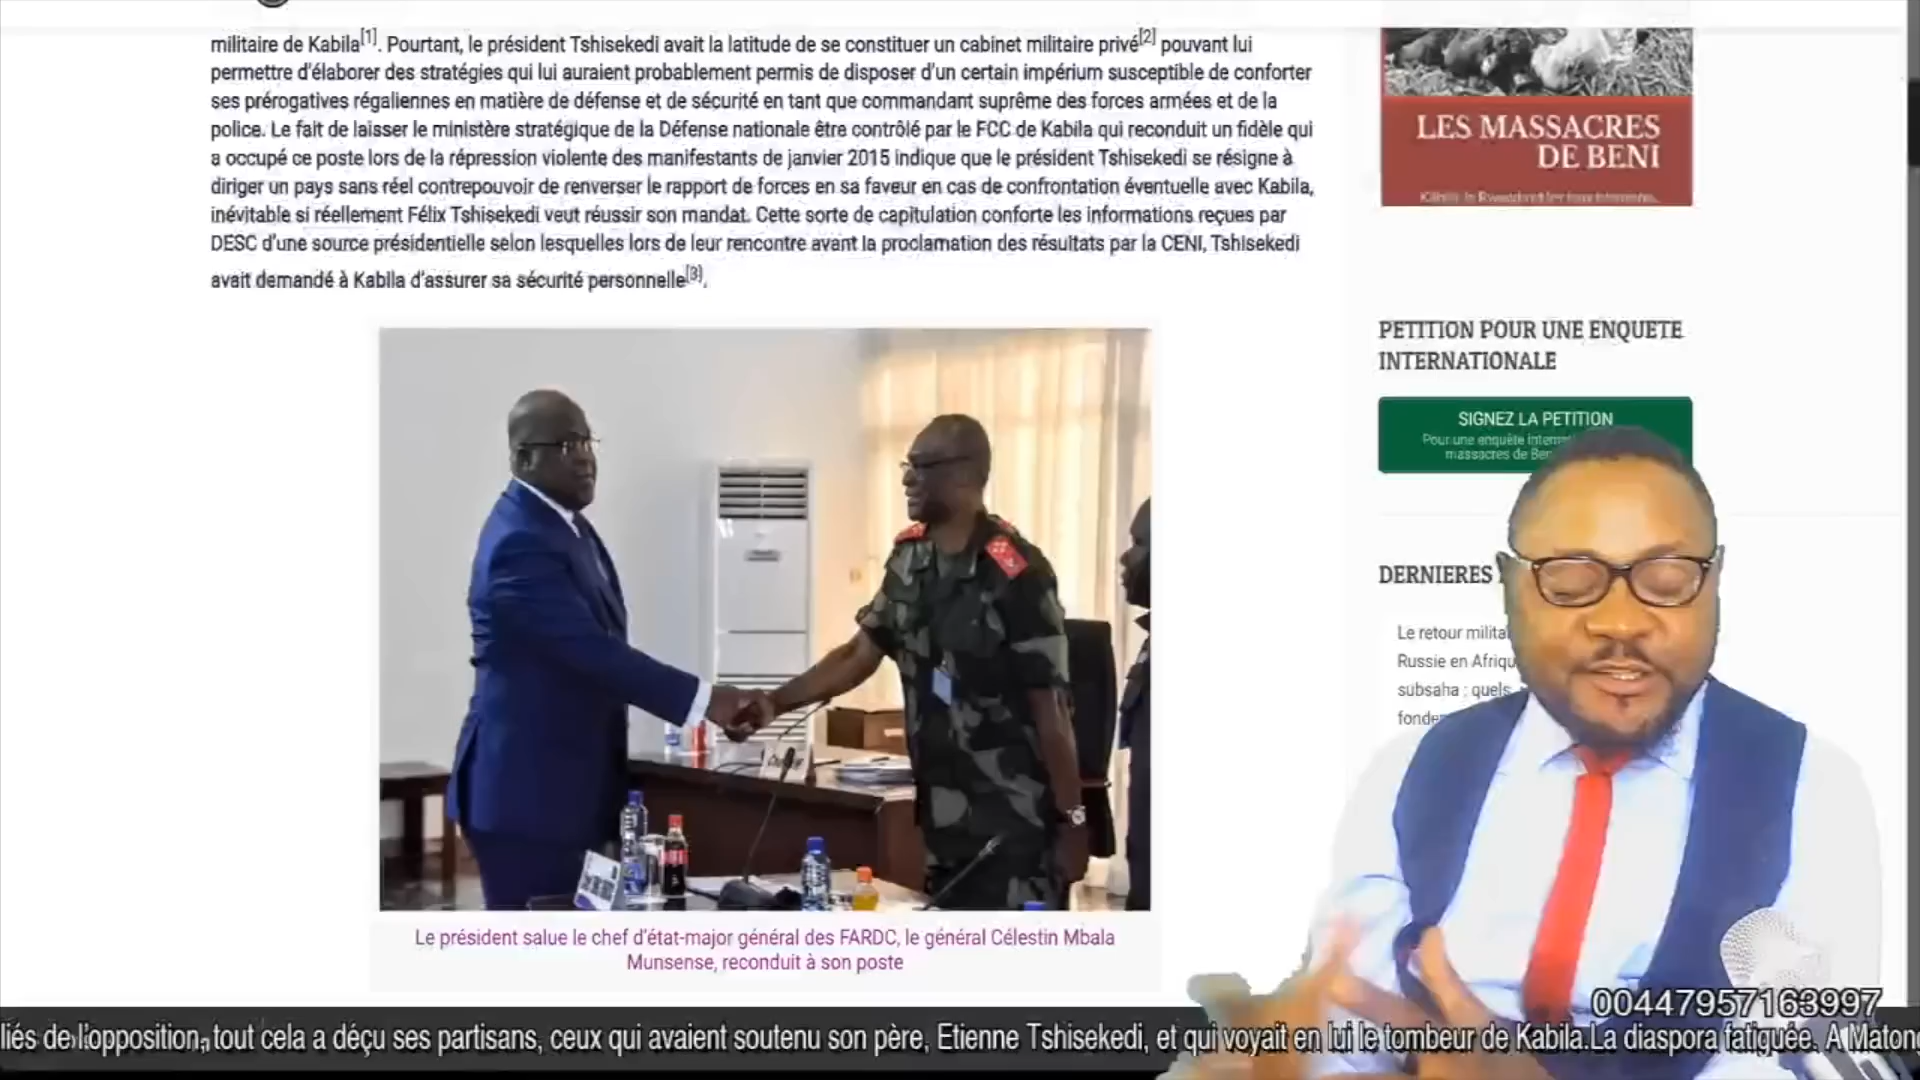 militaire de Kabila[1]. Pourtant, le président Tshisekedi avait la latitude de se constituer un cabinet militaire privé[2] pouvant lui
permettre d'élaborer des stratégies qui lui auraient probablement permis de disposer d'un certain impérium susceptible de conforter
ses prérogatives régaliennes en matière de défense et de sécurité en tant que commandant suprême des forces armées et de la
police. Le fait de laisser le ministère stratégique de la Défense nationale être contrôlé par le FCC de Kabila qui reconduit un fidèle qui
a occupé ce poste lors de la répression violente des manifestants de janvier 2015 indique que le président Tshisekedi se résigne à
diriger un pays sans réel contrepouvoir de renverser le rapport de forces en sa faveur en cas de confrontation éventuelle avec Kabila,
inévitable si réellement Félix Tshisekedi veut réussir son mandat. Cette sorte de capitulation conforte les informations reçues par
DESC d'une source présidentielle selon lesquelles lors de leur rencontre avant la proclamation des résultats par la CENI, Tshisekedi
avait demandé à Kabila d'assurer sa sécurité personnelle[3].
Le président salue le chef d'état-major général des FARDC, le général Célestin Mbala
Munsense, reconduit à son poste
LES MASSACRES
DE BENI
PETITION POUR UNE ENQUETE
INTERNATIONALE
SIGNEZ LA PETITION
Pour une enquête
massacres de
DERNIERES
Le retour
Russie en
subsaha : quels
00447957163997
liés de l'opposition, tout cela a déçu ses partisans, ceux qui avaient soutenu son père, Etienne Tshisekedi, et qui voyait en lui le tombeur de Kabila.La diaspora fatiguée. A